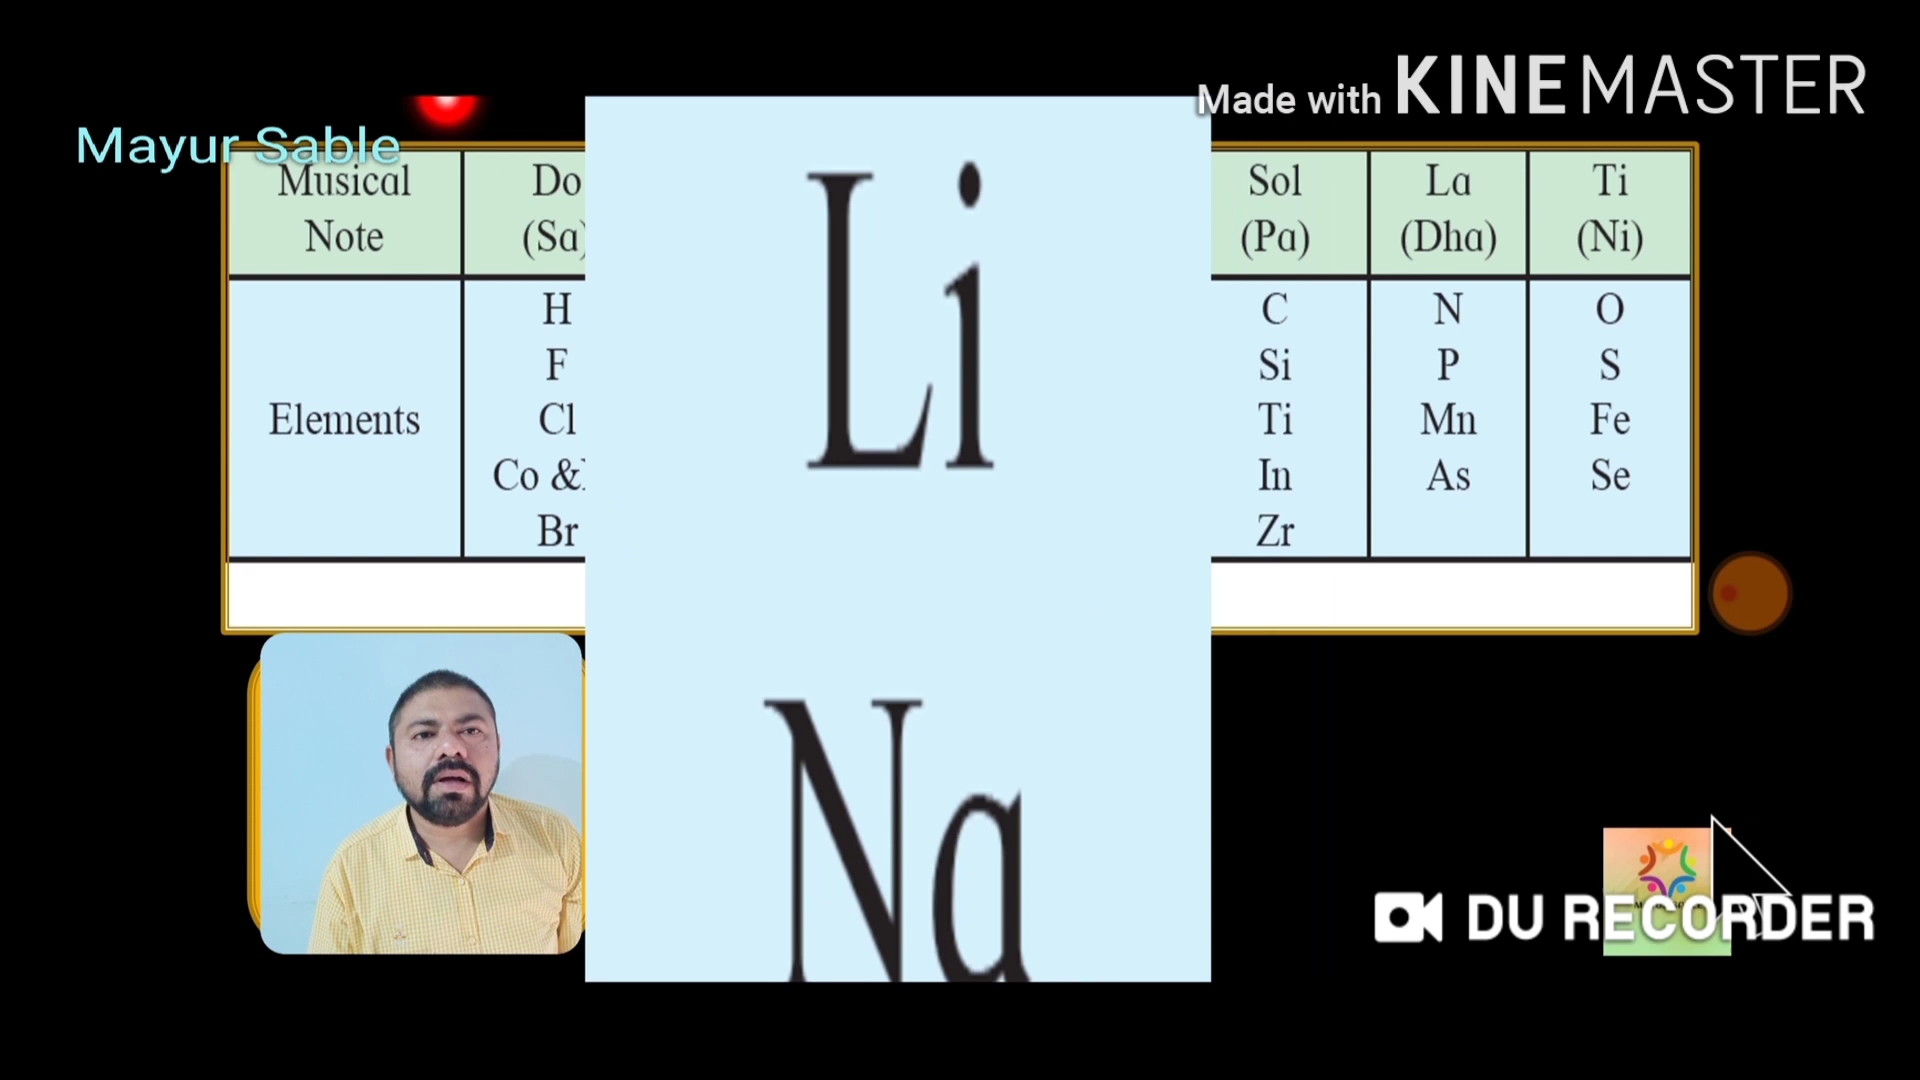 Made with KINEMASTER
Mayur Sable
Musical Note
Do (Sa)
Sol (Pa)
La (Dha)
Ti (Ni)
Elements
H
F
Cl
Co &
Br
Li
Na
C
Si
Ti
In
Zr
N
P
Mn
As
O
S
Fe
Se
DU RECORDER